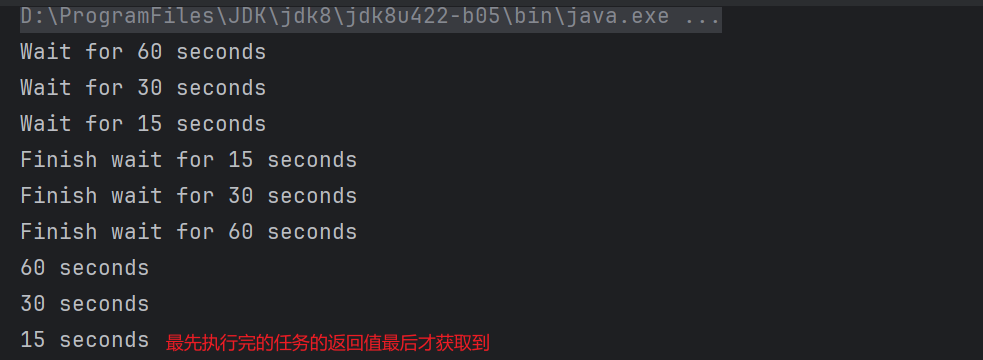 D:\ProgramFiles\JDK\jdk8\jdk8u422-b05\bin\java.exe ...
Wait for 60 seconds
Wait for 30 seconds
Wait for 15 seconds
Finish wait for 15 seconds
Finish wait for 30 seconds
Finish wait for 60 seconds
60 seconds
30 seconds
15 seconds 最先执行完的任务的返回值最后才获取到